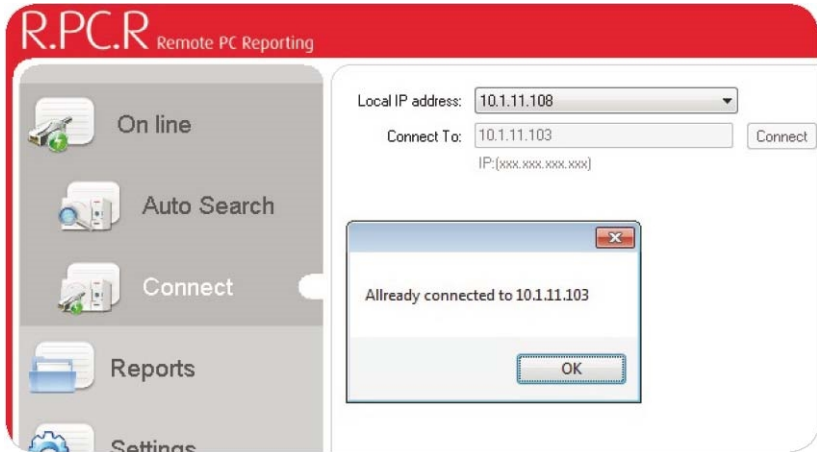 R.PC.R Remote PC Reporting
On line
Auto Search
Connect
Reports
Settings
Local IP address: 10.1.11.108
Connect To: 10.1.11.103 Connect
IP:(xxx.xxx.xxx.xxx)
Allready connected to 10.1.11.103
OK